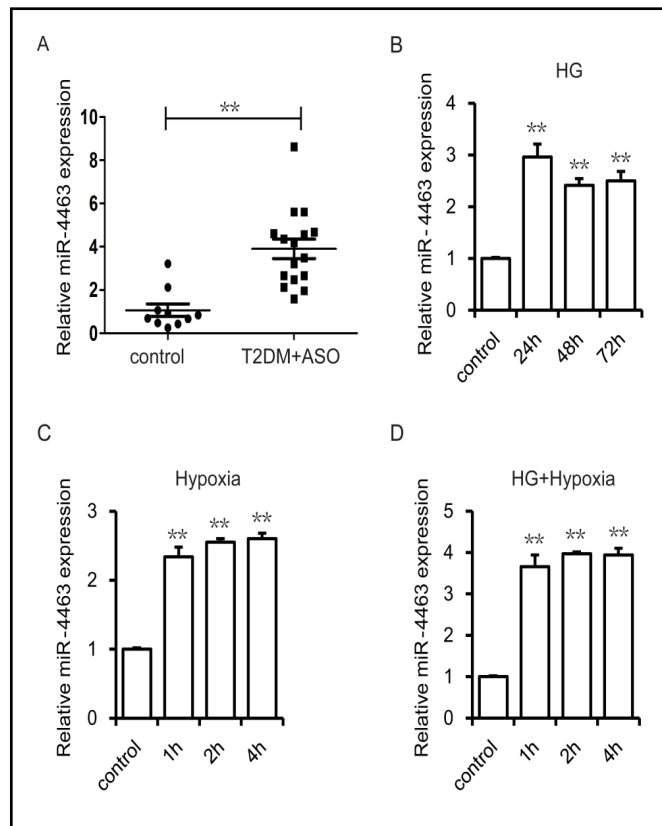 A
Relative miR-4463 expression
10
8
6
4
2
0
**
control
T2DM+ASO
B
HG
Relative miR-4463 expression
4
3
2
1
0
**
**
**
control
24h
48h
72h
C
Hypoxia
Relative miR-4463 expression
3
2
1
0
**
**
**
control
1h
2h
4h
D
HG+Hypoxia
Relative miR-4463 expression
5
4
3
2
1
0
**
**
**
control
1h
2h
4h